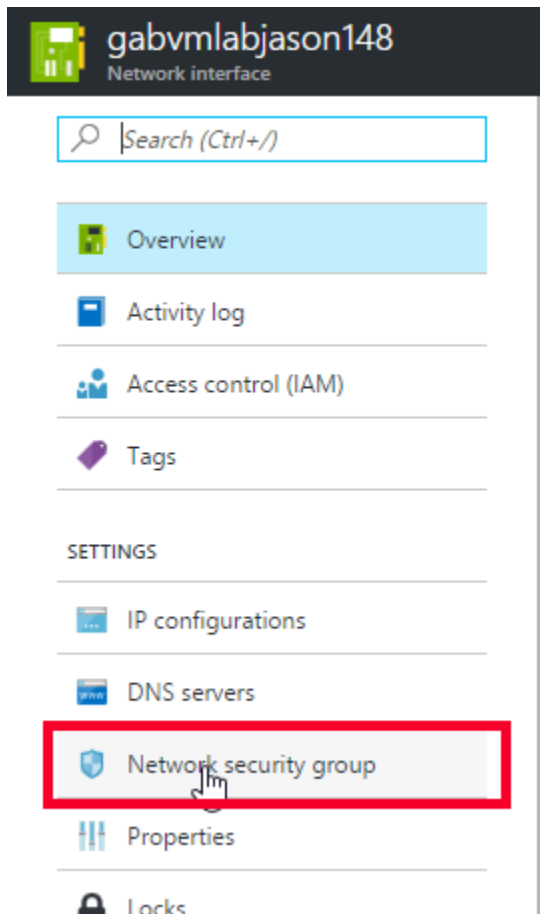 gabvmlabjason148
Network interface
Search (Ctrl+/)
Overview
Activity log
Access control (IAM)
Tags
SETTINGS
IP configurations
www
DNS servers
Network security group
Properties
Locks